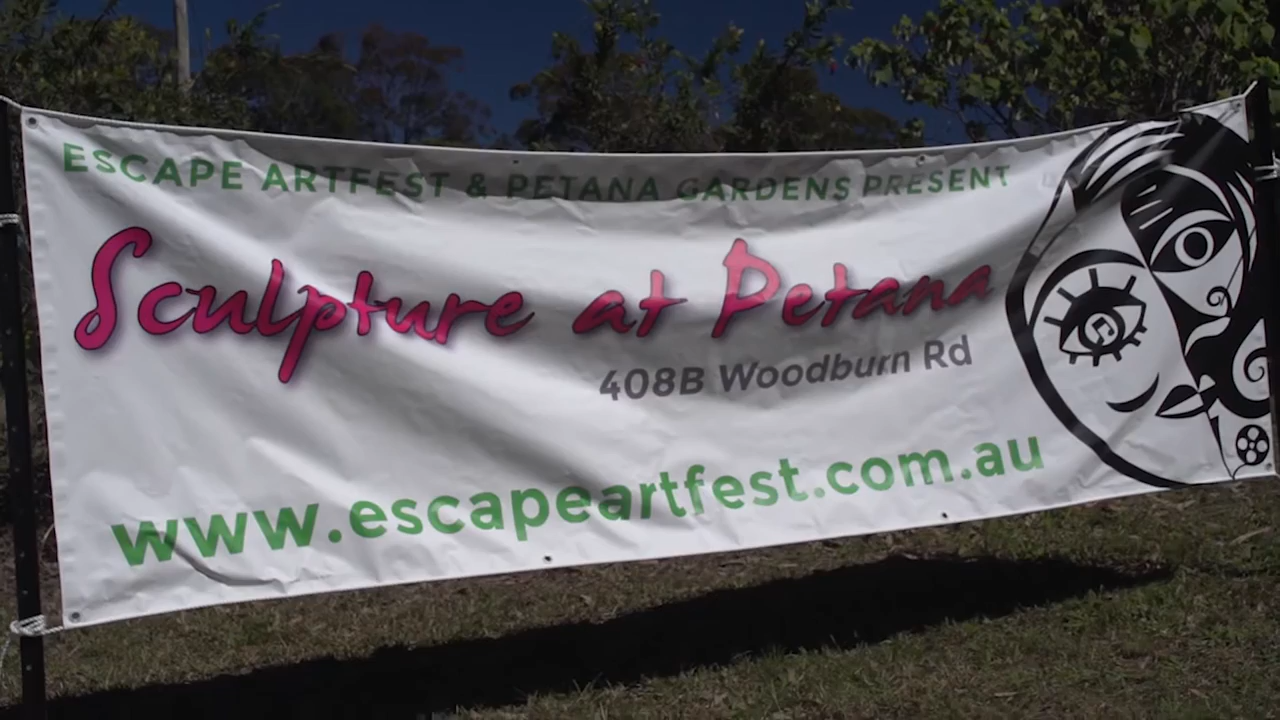 ESCAPE ARTFEST & PETANA GARDENS PRESENT
Sculpture at Petana
408B Woodburn Rd
www.escapeartfest.com.au